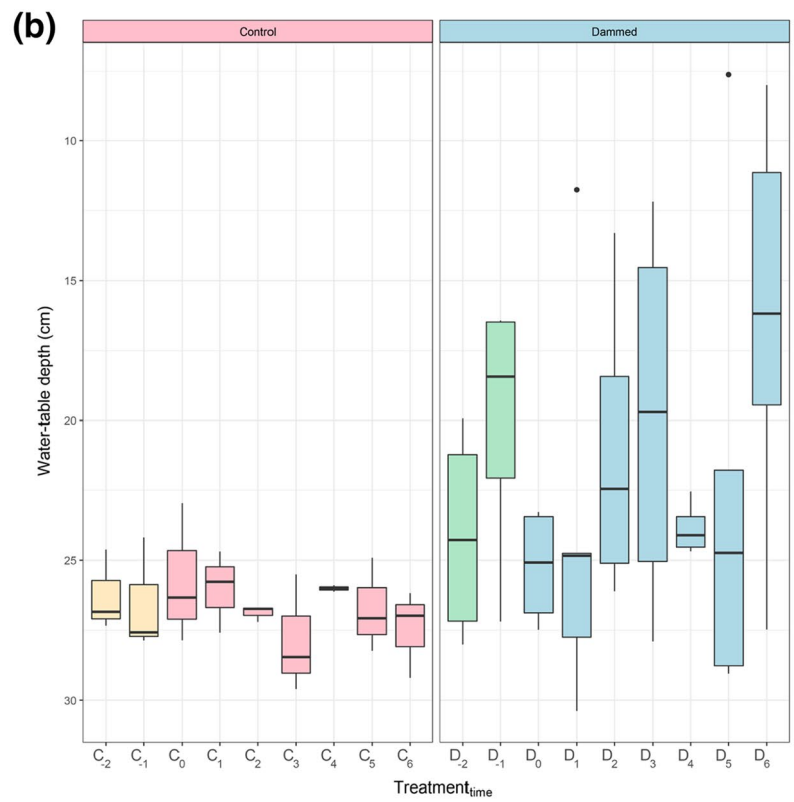 (b)
Control
Dammed
10
15
20
25
30
Water-table depth (cm)
C-2 C-1 C0 C1 C2 C3 C4 C5 C6
D-2 D-1 D0 D1 D2 D3 D4 D5 D6
Treatmenttime